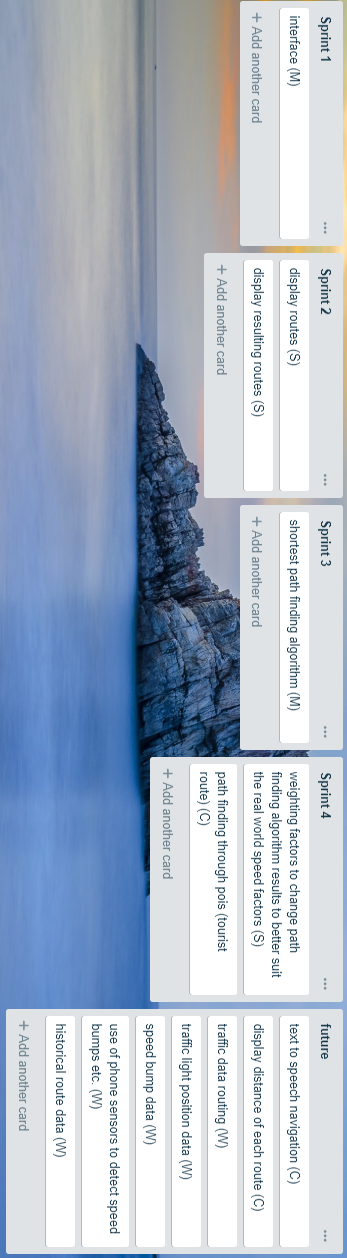 Sprint 1
interface (M)
+ Add another card
Sprint 2
display routes (S)
display resulting routes (S)
+ Add another card
Sprint 3
shortest path finding algorithm (M)
+ Add another card
Sprint 4
weighting factors to change path
finding algorithm results to better suit
the real world speed factors (S)
path finding through pois (tourist
route) (C)
+ Add another card
future
text to speech navigation (C)
display distance of each route (C)
traffic data routing (W)
traffic light position data (W)
speed bump data (W)
use of phone sensors to detect speed
bumps etc. (W)
historical route data (W)
+ Add another card